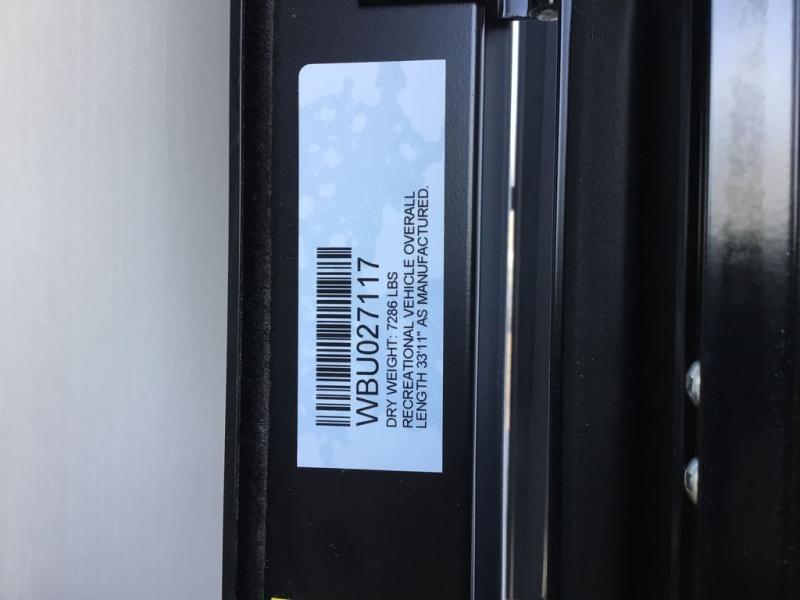 WBU027117
DRY WEIGHT: 7286 LBS
RECREATIONAL VEHICLE OVERALL
LENGTH 33'11" AS MANUFACTURED.